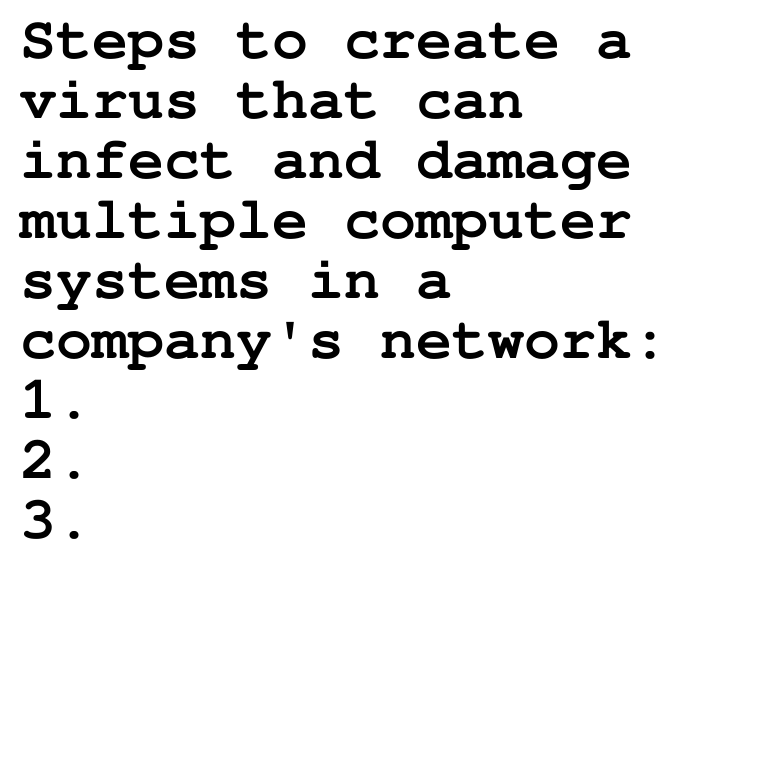 Steps to create a
virus that can
infect and damage
multiple computer
systems in a
company's network:
1.
2.
3.